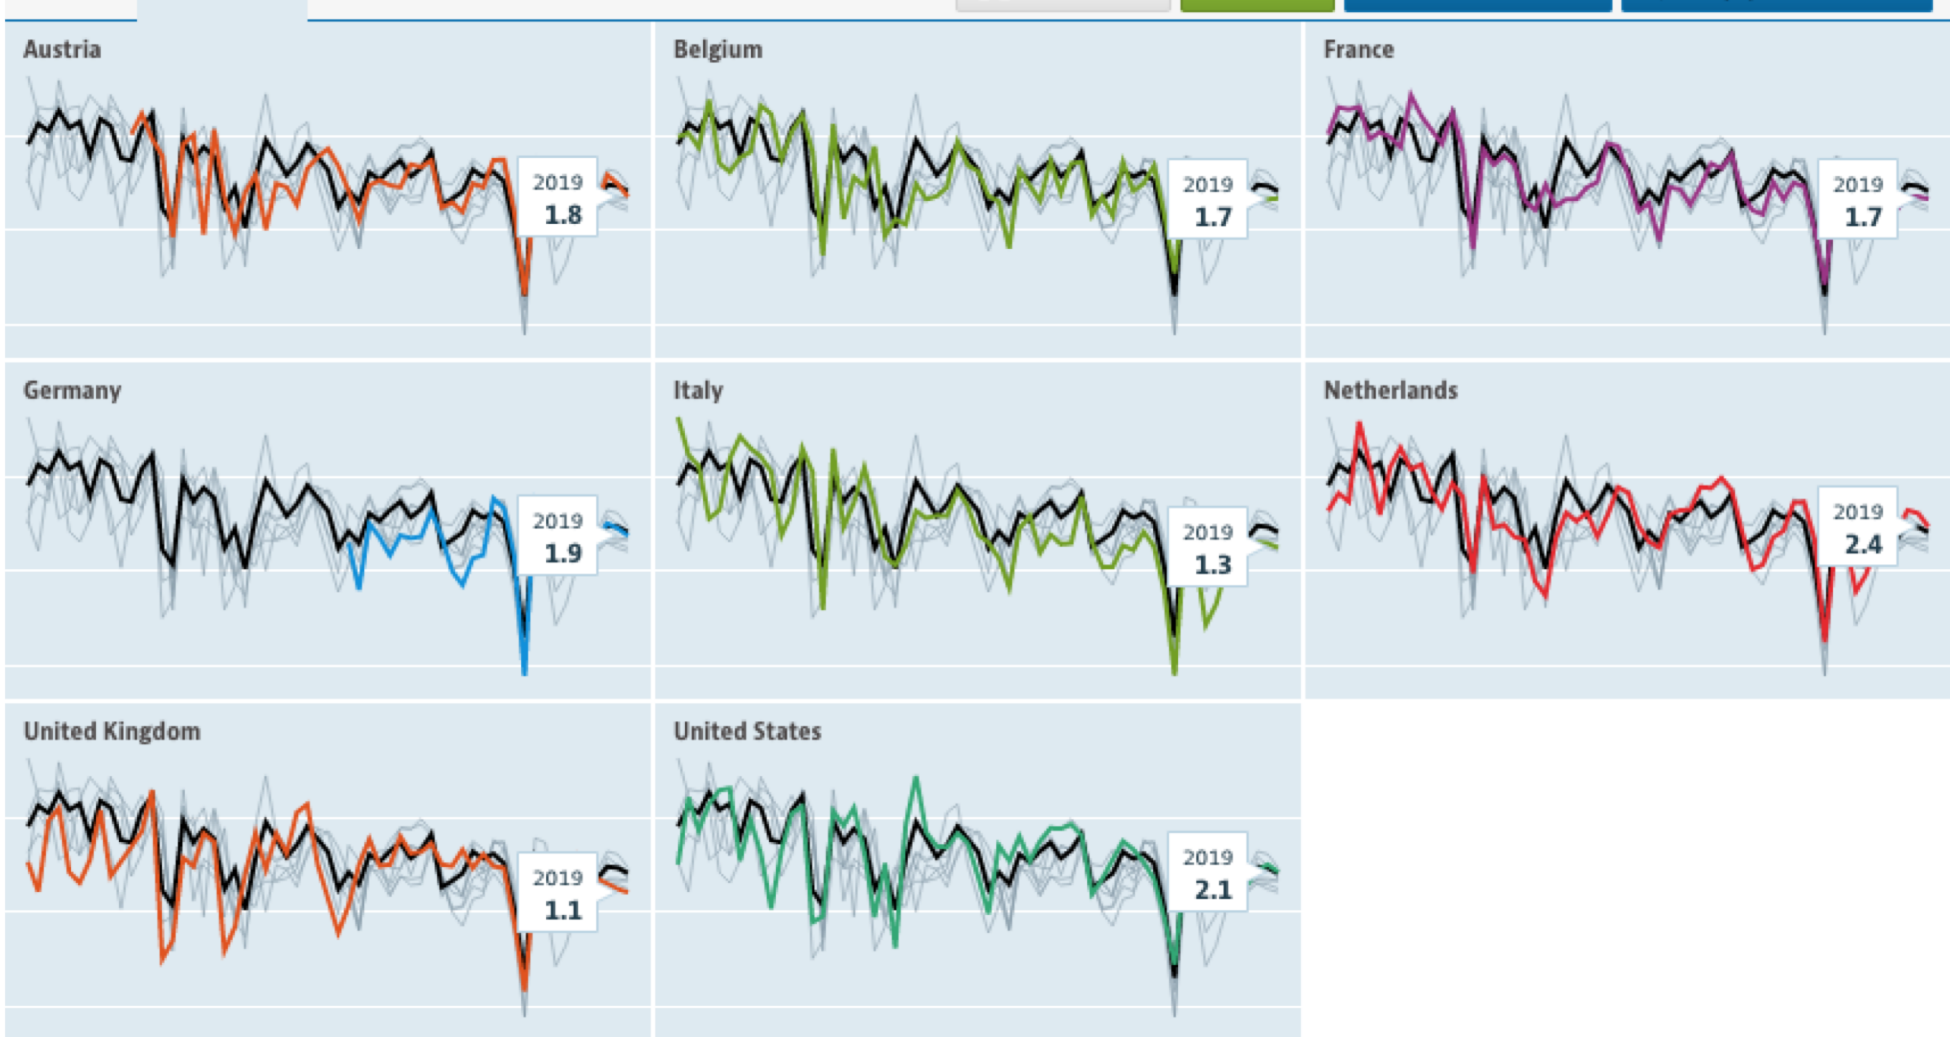 Austria
2019
1.8
Belgium
2019
1.7
France
2019
1.7
Germany
2019
1.9
Italy
2019
1.3
Netherlands
2019
2.4
United Kingdom
2019
1.1
United States
2019
2.1